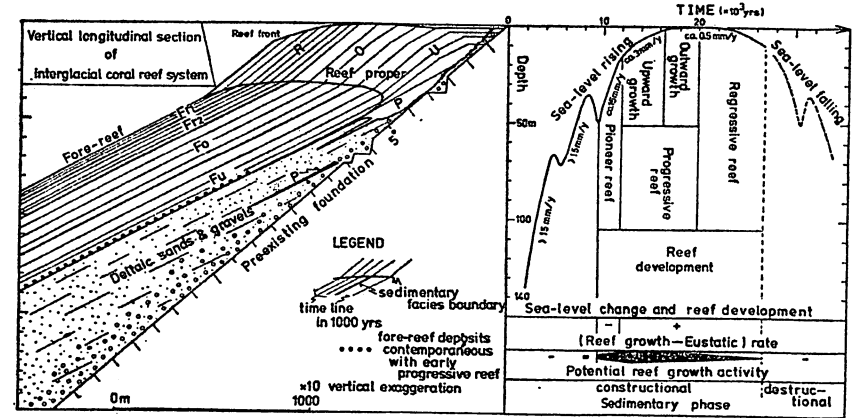 Vertical longitudinal section
of
Interglacial coral reef system
Reef front
R
O
U
Reef proper
P
S
Fr1
Fr2
Fore-reef
Fo
Fu
P
Deltaic sands & gravels
Preexisting foundation
LEGEND
sedimentary
facies boundary
time line
in 1000 yrs
fore-reef deposits
contemporaneous
with early
progressive reef
×10
vertical exaggeration
0m
1000
TIME (×10³yrs)
0
10
20
Depth
50m
100
140
Sea-level rising
ca.3mm/y
ca.0.5mm/y
Sea-level falling
>15mm/y
>15mm/y
Pioneer reef
Upward
growth
Outward
growth
Progressive
reef
Regressive
reef
Reef
development
Sea-level change and reef development
- +
(Reef growth—Eustatic) rate
- - -
Potential reef growth activity
constructional
destruc-
tional
Sedimentary phase